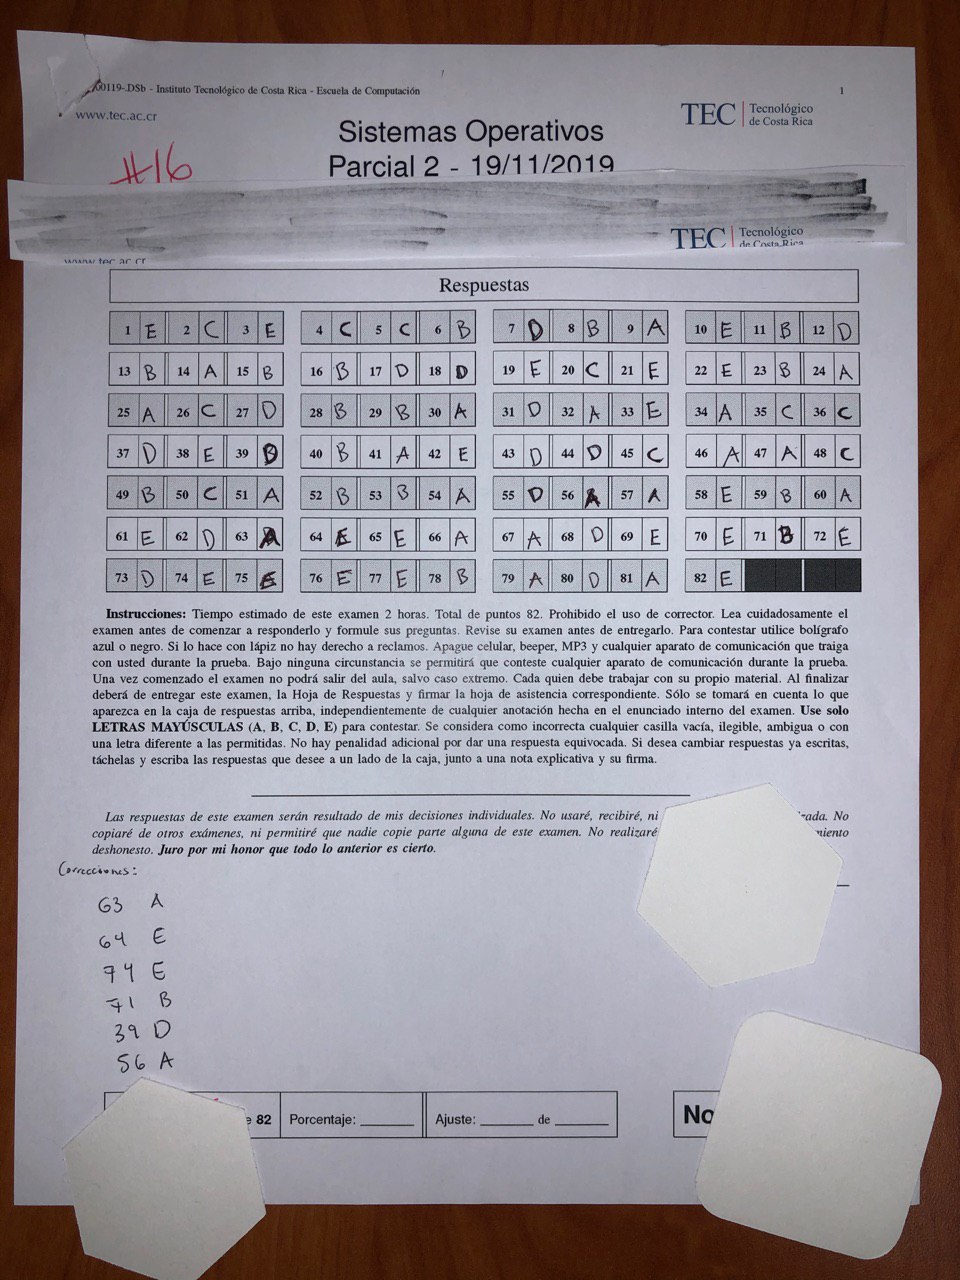 00119-.DSb - Instituto Tecnológico de Costa Rica - Escuela de Computación 1
www.tec.ac.cr
TEC | Tecnológico de Costa Rica
Sistemas Operativos
Parcial 2 - 19/11/2019
#16
TEC | Tecnológico de Costa Rica
www.tec.ac.cr
Respuestas
1 E 2 C 3 E 4 C 5 C 6 B 7 D 8 B 9 A 10 E 11 B 12 D
13 B 14 A 15 B 16 B 17 D 18 D 19 E 20 C 21 E 22 E 23 B 24 A
25 A 26 C 27 D 28 B 29 B 30 A 31 D 32 A 33 E 34 A 35 C 36 C
37 D 38 E 39 40 B 41 A 42 E 43 D 44 D 45 C 46 A 47 A 48 C
49 B 50 C 51 A 52 B 53 B 54 A 55 D 56 A 57 A 58 E 59 B 60 A
61 E 62 D 63 A 64 E 65 E 66 A 67 A 68 D 69 E 70 E 71 B 72 E
73 D 74 E 75 E 76 E 77 E 78 B 79 A 80 D 81 A 82 E
Instrucciones: Tiempo estimado de este examen 2 horas. Total de puntos 82. Prohibido el uso de corrector. Lea cuidadosamente el
examen antes de comenzar a responderlo y formule sus preguntas. Revise su examen antes de entregarlo. Para contestar utilice bolígrafo
azul o negro. Si lo hace con lápiz no hay derecho a reclamos. Apague celular, beeper, MP3 y cualquier aparato de comunicación que traiga
con usted durante la prueba. Bajo ninguna circunstancia se permitirá que conteste cualquier aparato de comunicación durante la prueba.
Una vez comenzado el examen no podrá salir del aula, salvo caso extremo. Cada quien debe trabajar con su propio material. Al finalizar
deberá de entregar este examen, la Hoja de Respuestas y firmar la hoja de asistencia correspondiente. Sólo se tomará en cuenta lo que
aparezca en la caja de respuestas arriba, independientemente de cualquier anotación hecha en el enunciado interno del examen. Use solo
LETRAS MAYÚSCULAS (A, B, C, D, E) para contestar. Se considera como incorrecta cualquier casilla vacía, ilegible, ambigua o con
una letra diferente a las permitidas. No hay penalidad adicional por dar una respuesta equivocada. Si desea cambiar respuestas ya escritas,
táchelas y escriba las respuestas que desee a un lado de la caja, junto a una nota explicativa y su firma.
Las respuestas de este examen serán resultado de mis decisiones individuales. No usaré, recibiré, ni No
copiaré de otros exámenes, ni permitiré que nadie copie parte alguna de este examen. No realizaré
deshonesto. Juro por mi honor que todo lo anterior es cierto.
Correcciones:
63 A
64 E
74 E
71 B
39 D
56 A
82 Porcentaje: Ajuste: de No